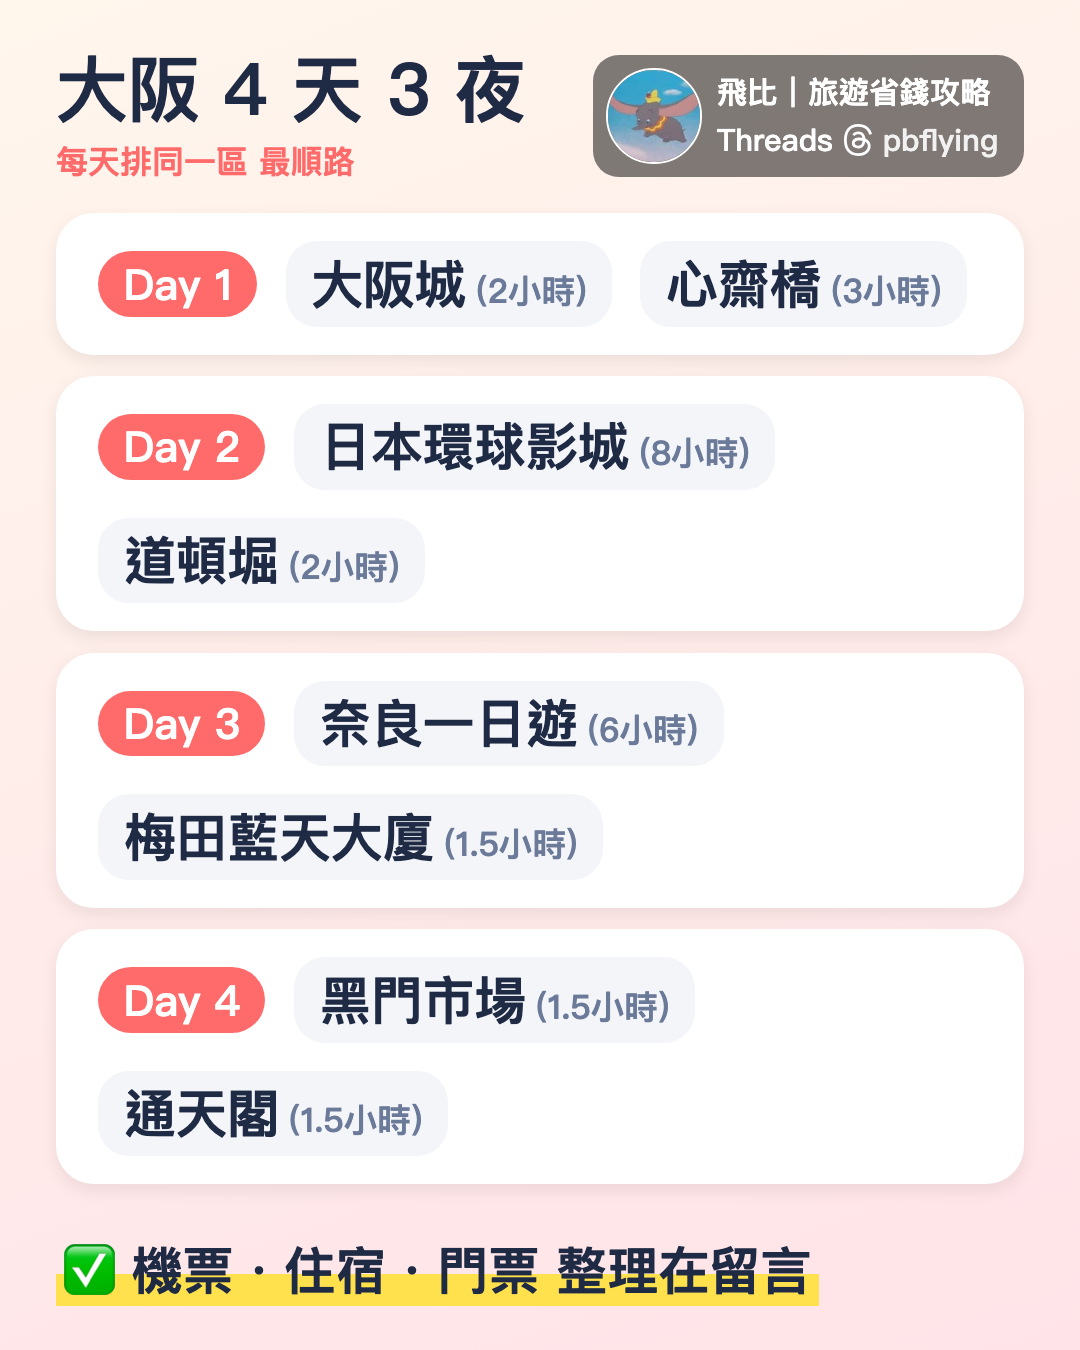 大阪 4 天 3 夜
每天排同一區 最順路
飛比｜旅遊省錢攻略
Threads pbflying
Day 1 大阪城 (2小時) 心齋橋 (3小時)
Day 2 日本環球影城 (8小時)
道頓堀 (2小時)
Day 3 奈良一日遊 (6小時)
梅田藍天大廈 (1.5小時)
Day 4 黑門市場 (1.5小時)
通天閣 (1.5小時)
✅ 機票 · 住宿 · 門票 整理在留言